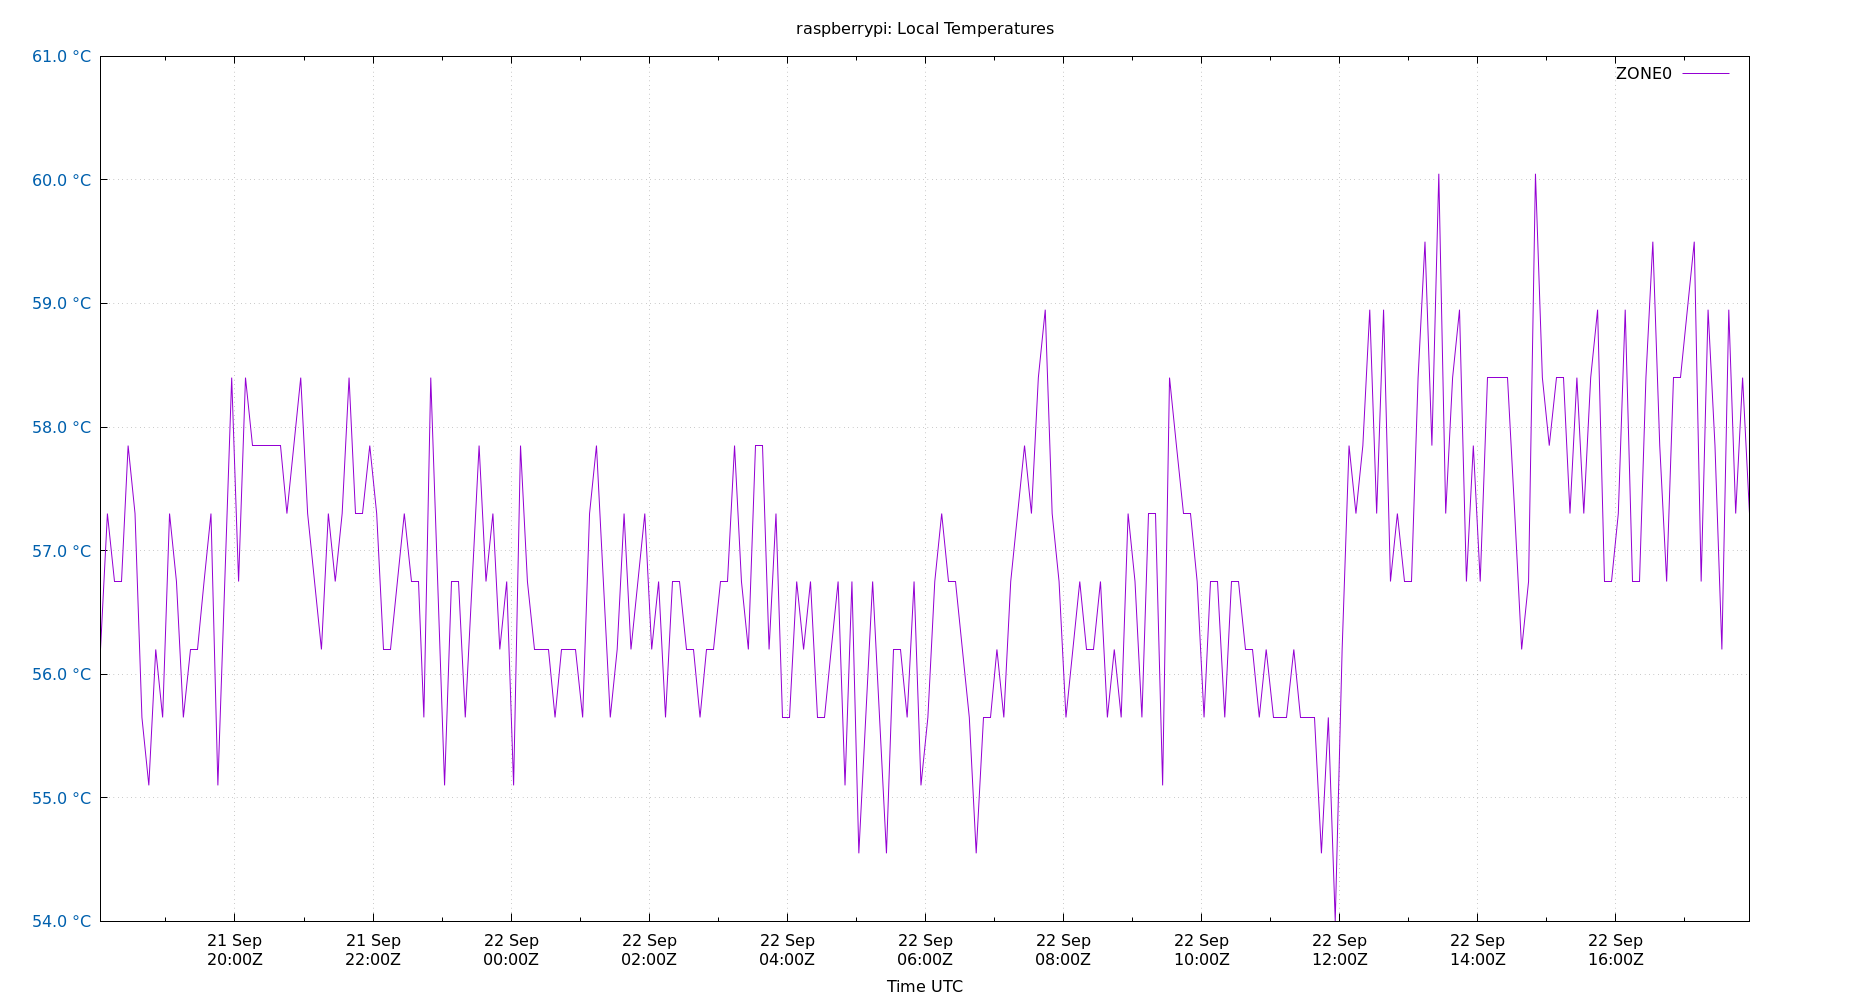 raspberrypi: Local Temperatures
61.0 °C
ZONE0
60.0 °C
59.0 °C
58.0 °C
57.0 °C
56.0 °C
55.0 °C
54.0 °C
21 Sep
20:00Z
21 Sep
22:00Z
22 Sep
00:00Z
22 Sep
02:00Z
22 Sep
04:00Z
22 Sep
06:00Z
22 Sep
08:00Z
22 Sep
10:00Z
22 Sep
12:00Z
22 Sep
14:00Z
22 Sep
16:00Z
Time UTC